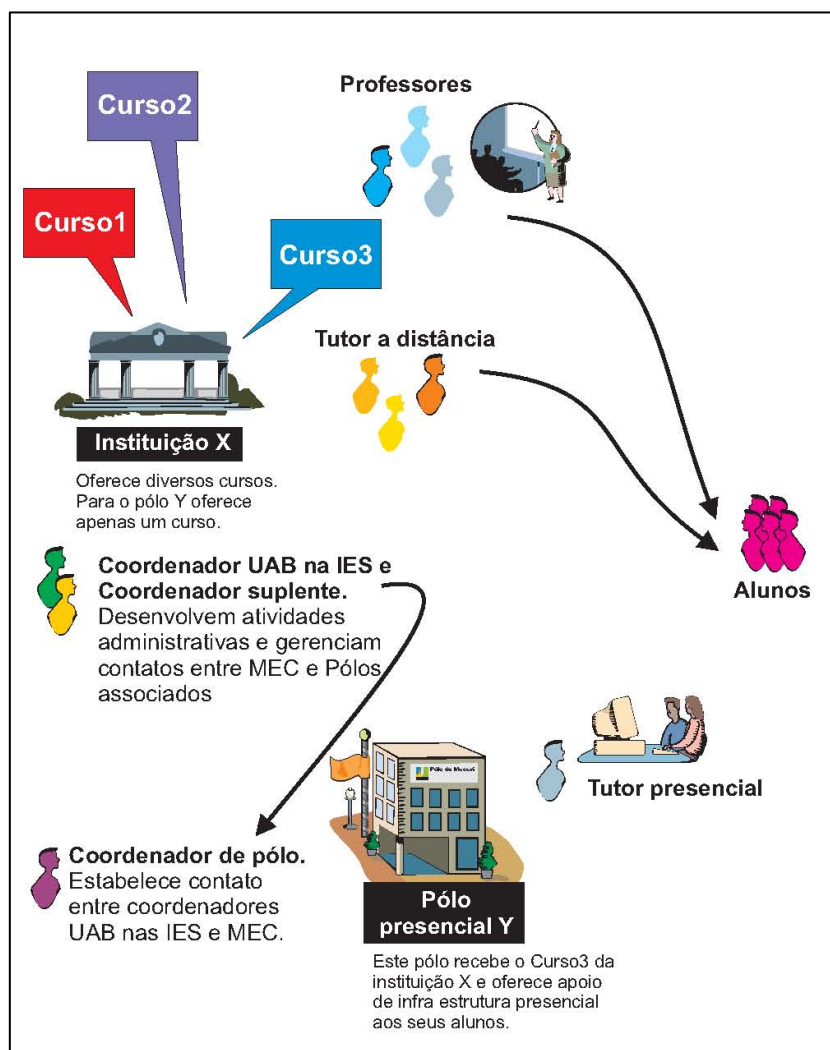 Curso2
Curso1
Curso3
Professores
Tutor a distância
Instituição X
Oferece diversos cursos.
Para o pólo Y oferece
apenas um curso.
Coordenador UAB na IES e
Coordenador suplente.
Desenvolvem atividades
administrativas e gerenciam
contatos entre MEC e Pólos
associados
Alunos
Tutor presencial
Coordenador de pólo.
Estabelece contato
entre coordenadores
UAB nas IES e MEC.
Pólo de Mucuri
Pólo
presencial Y
Este pólo recebe o Curso3 da
instituição X e oferece apoio
de infra estrutura presencial
aos seus alunos.